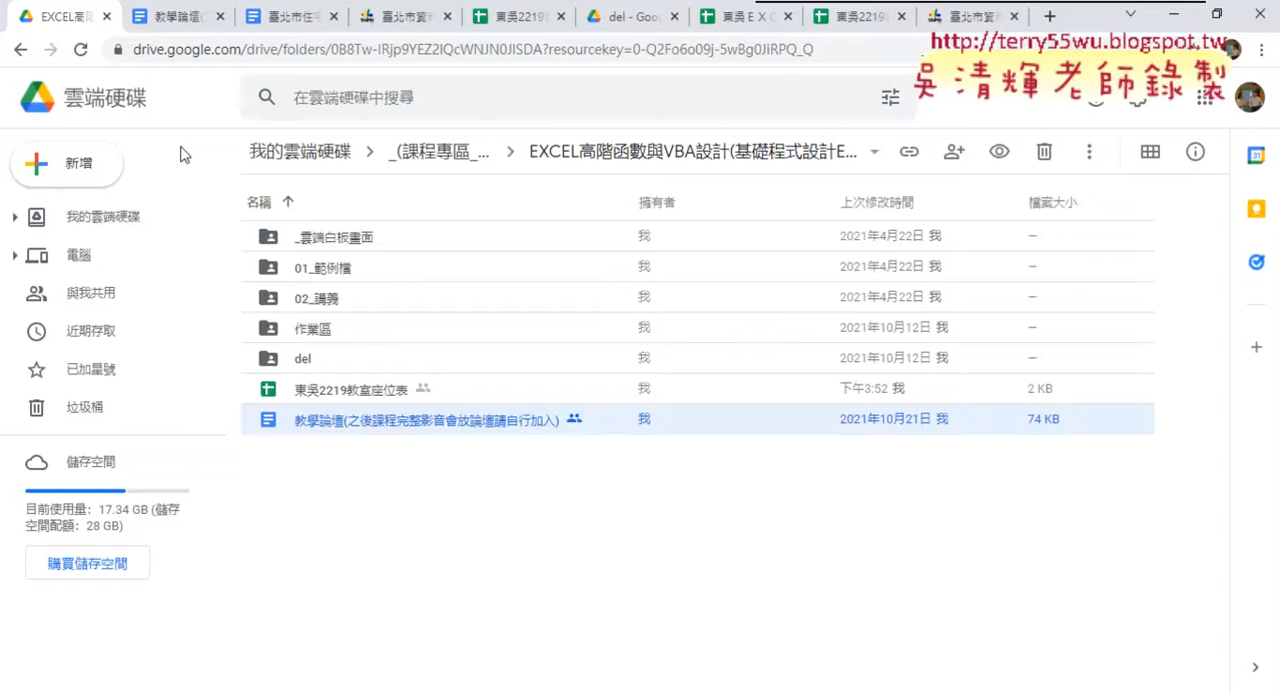 EXCEL高階
教學論壇(
臺北市住宅
臺北市資
東吳2219
del - Goo
東吳 E X C
東吳2219
臺北市資
drive.google.com/drive/folders/0B8Tw-IRjp9YEZ2lQcWNJN0JISDA?resourcekey=0-Q2Fo6o09j-5wBg0JiRPQ_Q
http://terry55wu.blogspot.tw
吳清輝老師錄製
雲端硬碟
在雲端硬碟中搜尋
新增
我的雲端硬碟
電腦
與我共用
近期存取
已加星號
垃圾桶
儲存空間
目前使用量：17.34 GB (儲存
空間配額：28 GB)
購買儲存空間
我的雲端硬碟 > _(課程專區_... > EXCEL高階函數與VBA設計(基礎程式設計E...
名稱 擁有者 上次修改時間 檔案大小
_雲端白板畫面 我 2021年4月22日 我 –
01_範例檔 我 2021年4月22日 我 –
02_講義 我 2021年4月22日 我 –
作業區 我 2021年10月12日 我 –
del 我 2021年10月12日 我 –
東吳2219教室座位表 我 下午3:52 我 2 KB
教學論壇(之後課程完整影音會放論壇請自行加入) 我 2021年10月21日 我 74 KB
31